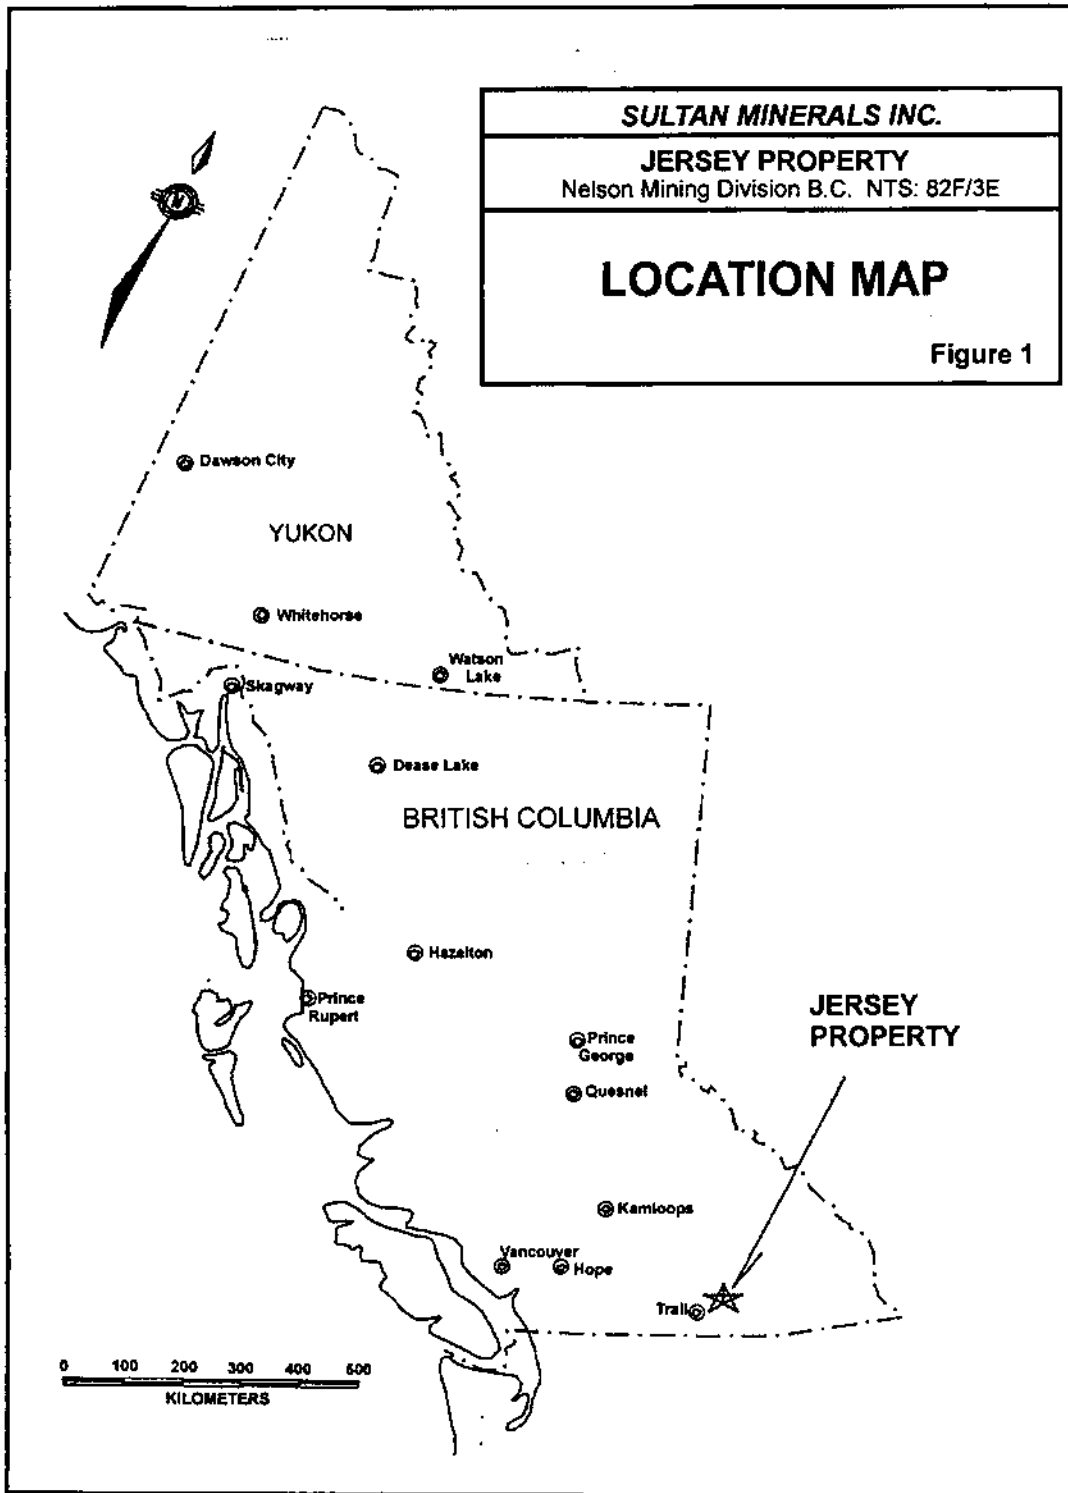 SULTAN MINERALS INC.
JERSEY PROPERTY
Nelson Mining Division B.C. NTS: 82F/3E
LOCATION MAP
Figure 1
N
Dawson City
YUKON
Whitehorse
Watson
Lake
Skagway
Dease Lake
BRITISH COLUMBIA
Hazelton
Prince
Rupert
JERSEY
PROPERTY
Prince
George
Quesnel
Kamloops
Vancouver
Hope
Trail
0 100 200 300 400 500
KILOMETERS